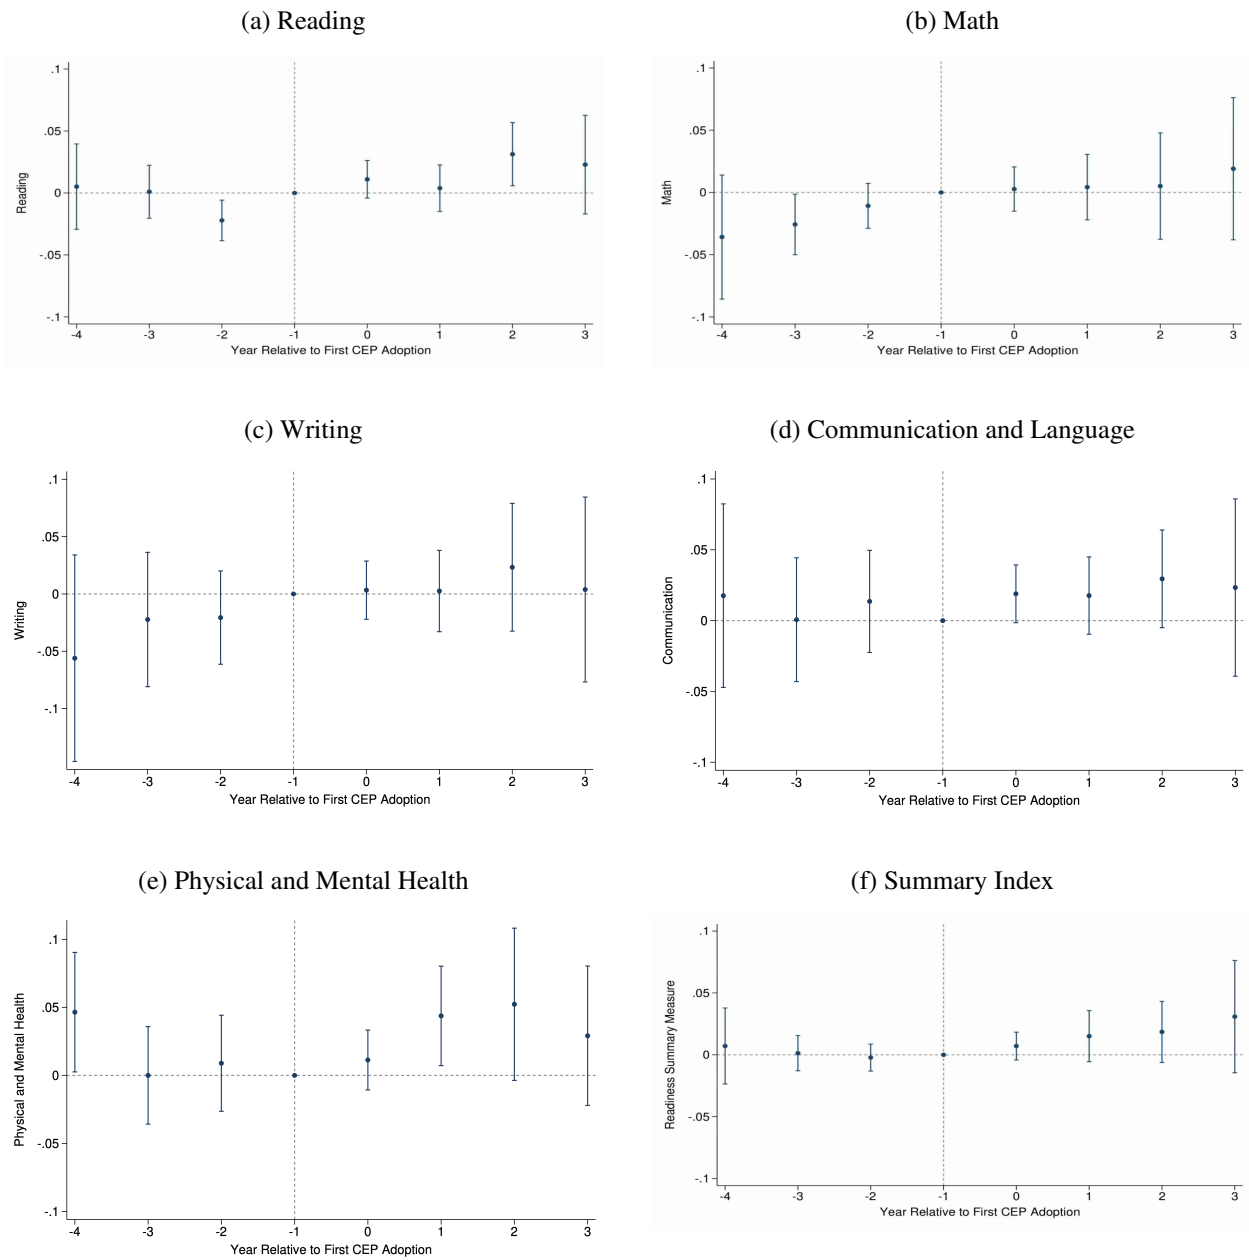 (a) Reading
.1
.05
0
-.05
-.1
Reading
-4 -3 -2 -1 0 1 2 3
Year Relative to First CEP Adoption
(b) Math
.1
.05
0
-.05
-.1
Math
-4 -3 -2 -1 0 1 2 3
Year Relative to First CEP Adoption
(c) Writing
.1
.05
0
-.05
-.1
Writing
-4 -3 -2 -1 0 1 2 3
Year Relative to First CEP Adoption
(d) Communication and Language
.1
.05
0
-.05
-.1
Communication
-4 -3 -2 -1 0 1 2 3
Year Relative to First CEP Adoption
(e) Physical and Mental Health
.1
.05
0
-.05
-.1
Physical and Mental Health
-4 -3 -2 -1 0 1 2 3
Year Relative to First CEP Adoption
(f) Summary Index
.1
.05
0
-.05
-.1
Readiness Summary Measure
-4 -3 -2 -1 0 1 2 3
Year Relative to First CEP Adoption